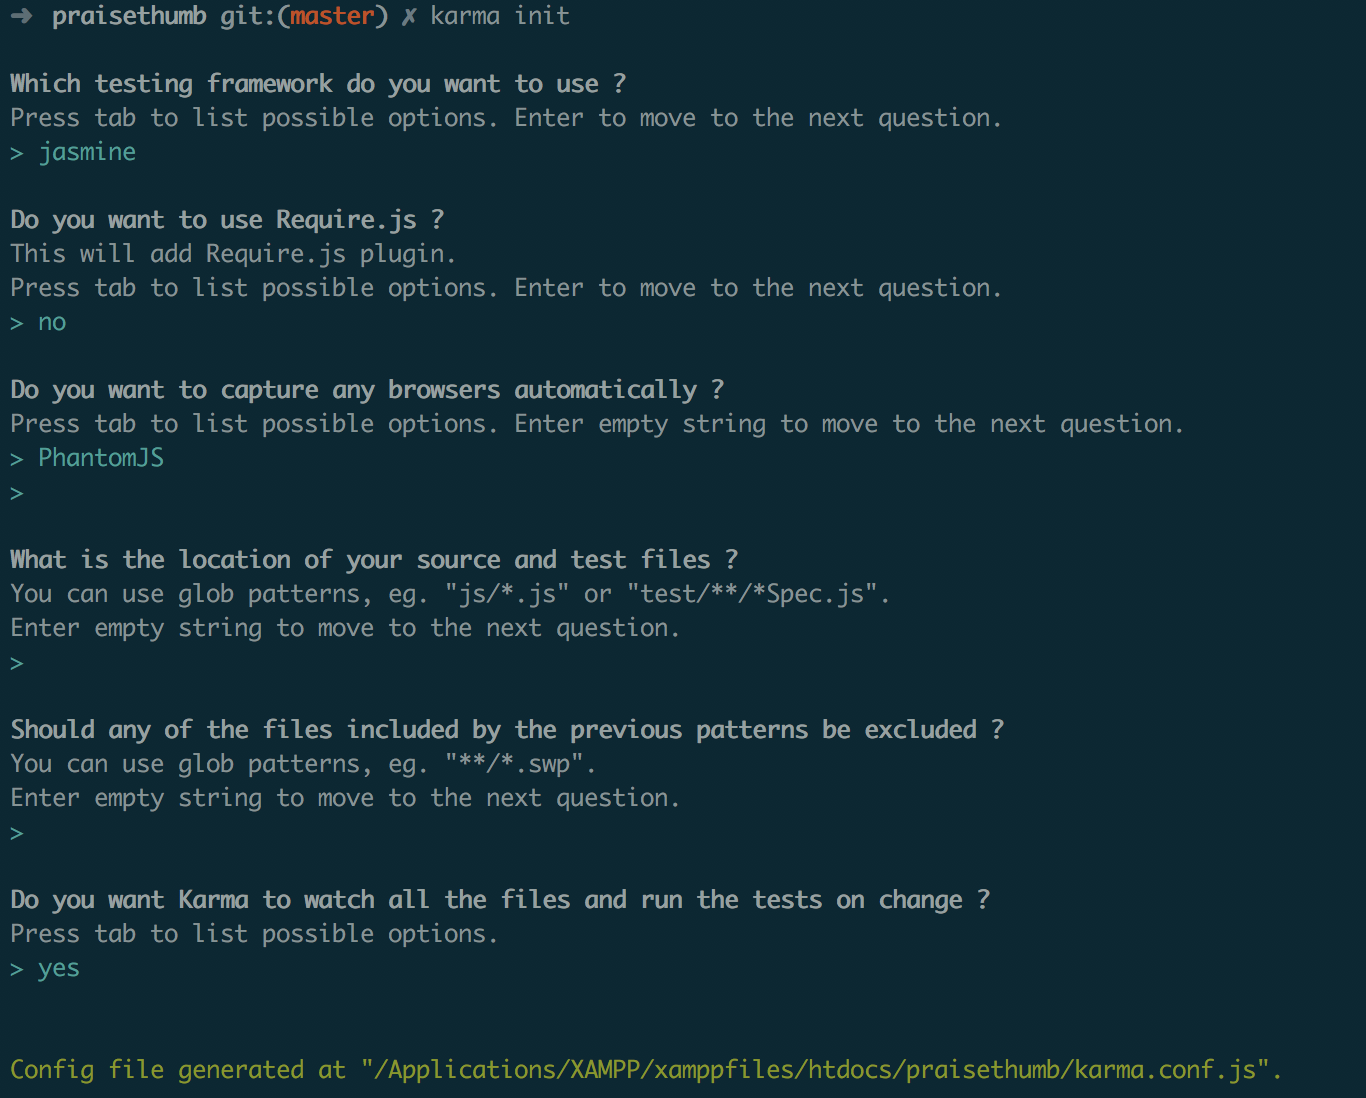 ➜ praisethumb git:(master) ✗ karma init
Which testing framework do you want to use ?
Press tab to list possible options. Enter to move to the next question.
> jasmine
Do you want to use Require.js ?
This will add Require.js plugin.
Press tab to list possible options. Enter to move to the next question.
> no
Do you want to capture any browsers automatically ?
Press tab to list possible options. Enter empty string to move to the next question.
> PhantomJS
>
What is the location of your source and test files ?
You can use glob patterns, eg. "js/*.js" or "test/**/*Spec.js".
Enter empty string to move to the next question.
>
Should any of the files included by the previous patterns be excluded ?
You can use glob patterns, eg. "**/*.swp".
Enter empty string to move to the next question.
>
Do you want Karma to watch all the files and run the tests on change ?
Press tab to list possible options.
> yes
Config file generated at "/Applications/XAMPP/xamppfiles/htdocs/praisethumb/karma.conf.js".